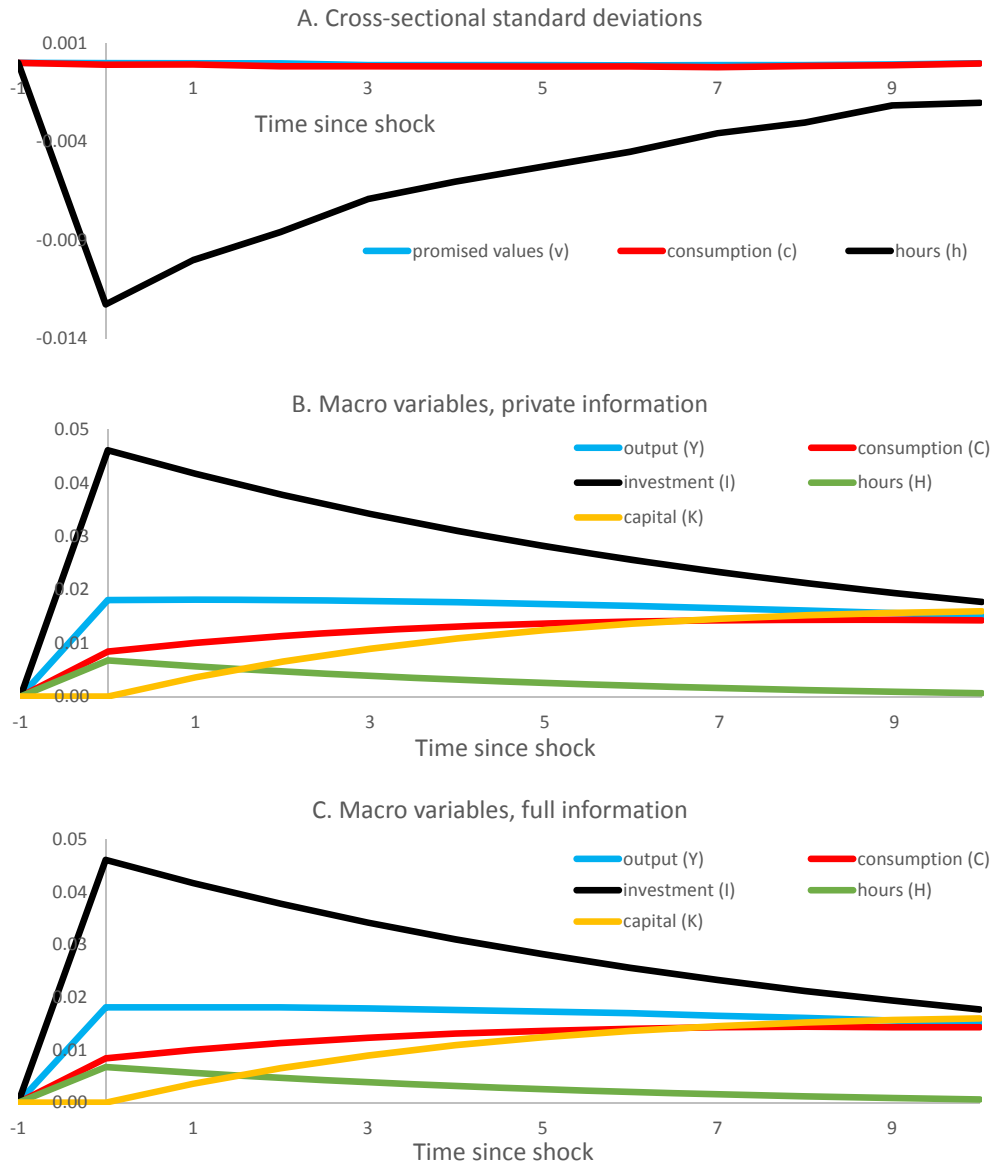 A. Cross-sectional standard deviations
0.001
-1 1 3 5 7 9
Time since shock
-0.004
-0.009
promised values (v) consumption (c) hours (h)
-0.014
B. Macro variables, private information
0.05
output (Y) consumption (C)
0.04
investment (I) hours (H)
capital (K)
0.03
0.02
0.01
0.00
-1 1 3 5 7 9
Time since shock
C. Macro variables, full information
0.05
output (Y) consumption (C)
0.04
investment (I) hours (H)
capital (K)
0.03
0.02
0.01
0.00
-1 1 3 5 7 9
Time since shock